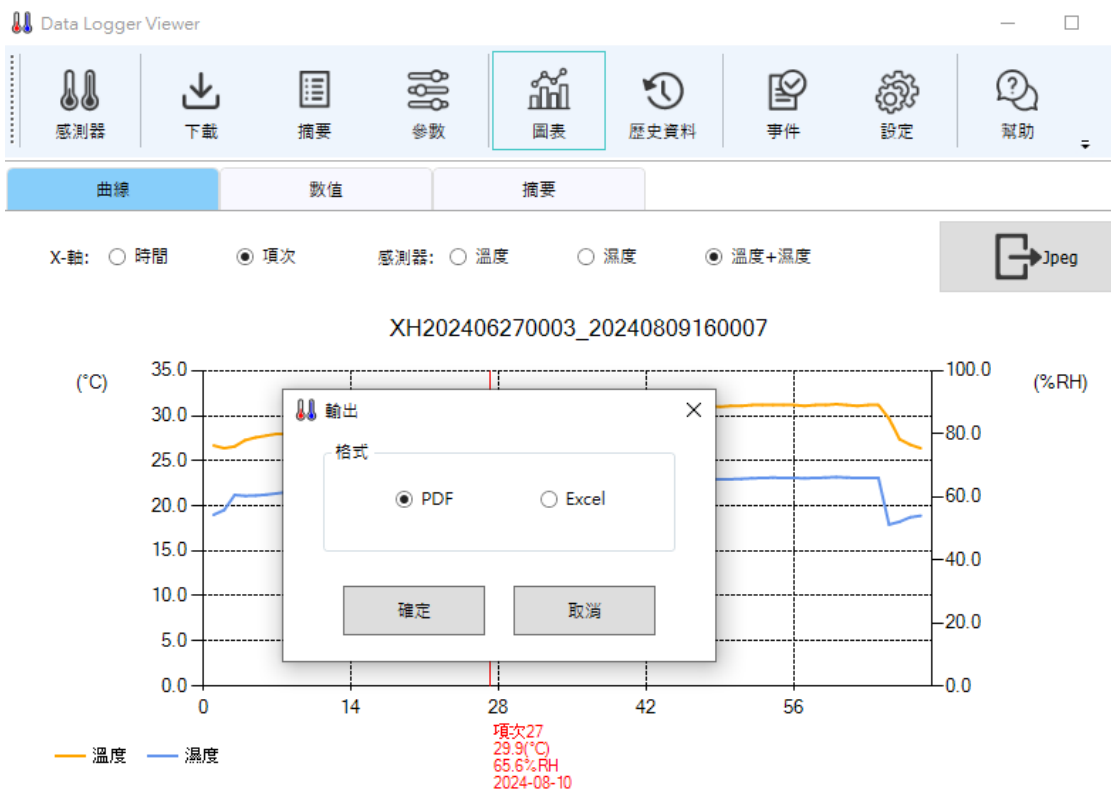 Data Logger Viewer
感測器 下載 摘要 參數 圖表 歷史資料 事件 設定 幫助
曲線 數值 摘要
X-軸: 時間 項次 感測器: 溫度 濕度 溫度+濕度 Jpeg
XH202406270003_20240809160007
(°C) 35.0 100.0 (%RH)
輸出
30.0
80.0
格式
25.0
PDF Excel
20.0 60.0
15.0
40.0
10.0
確定 取消
20.0
5.0
0.0 0.0
0 14 28 42 56
項次27
29.9(°C)
65.6%RH
2024-08-10
溫度 濕度